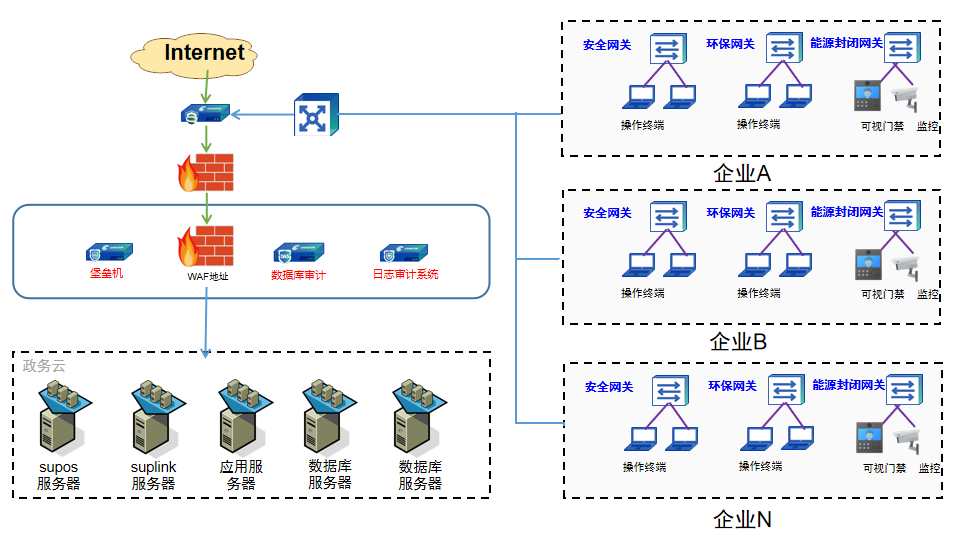 Internet
堡垒机
WAF地址
数据库审计
日志审计系统
政务云
supos
服务器
suplink
服务器
应用服
务器
数据库
服务器
数据库
服务器
安全网关
环保网关
能源封闭网关
操作终端
操作终端
可视门禁
监控
企业A
安全网关
环保网关
能源封闭网关
操作终端
操作终端
可视门禁
监控
企业B
安全网关
环保网关
能源封闭网关
操作终端
操作终端
可视门禁
监控
企业N